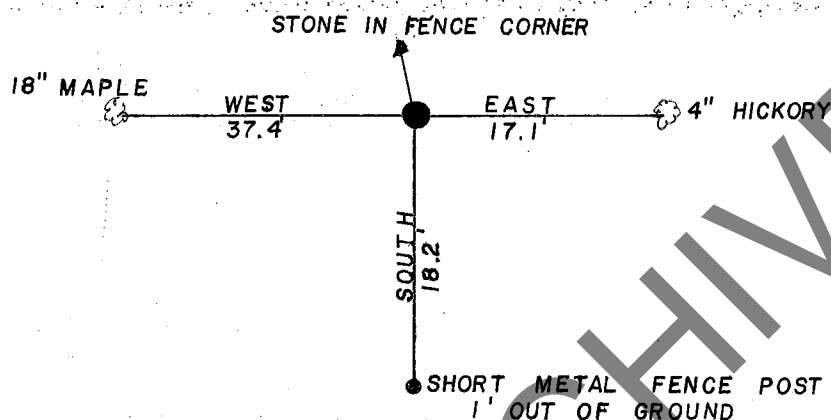 STONE IN FENCE CORNER
18" MAPLE
WEST
37.4'
EAST
17.1'
4" HICKORY
SOUTH
18.2'
SHORT METAL FENCE POST
1' OUT OF GROUND